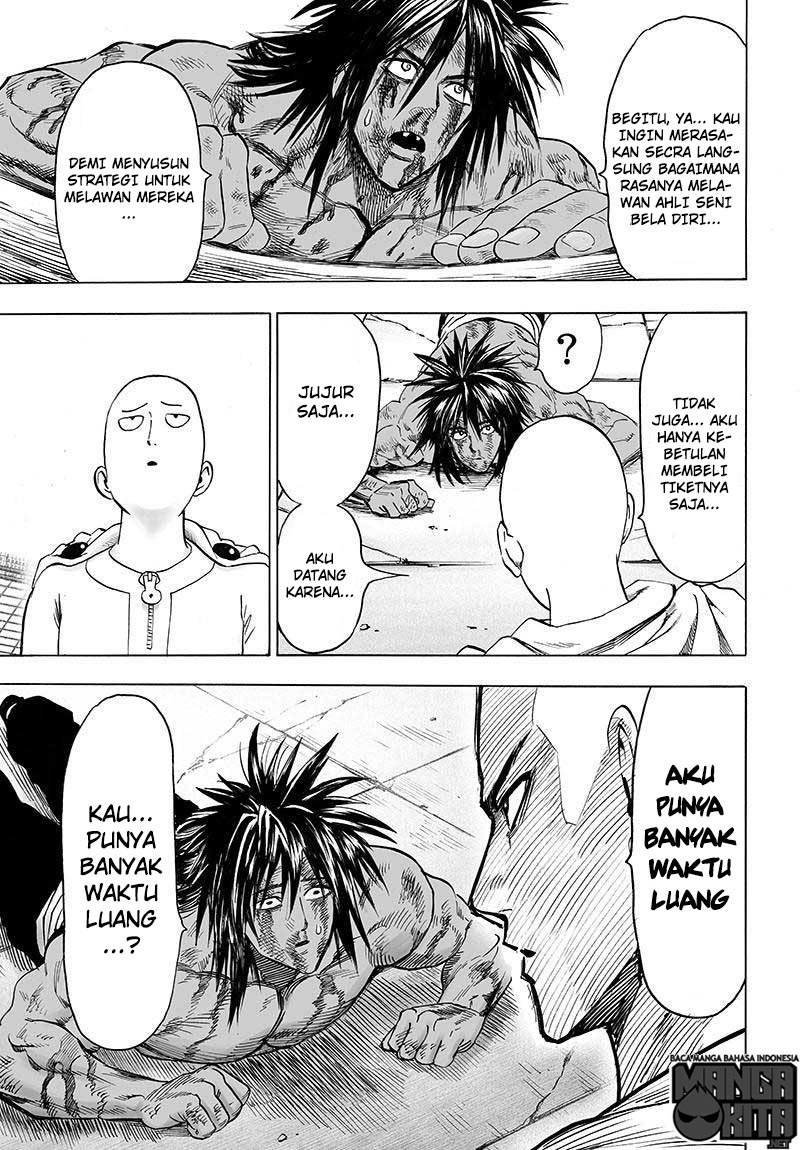 BEGITU, YA... KAU
INGIN MERASA-
KAN SECRA LANG-
SUNG BAGAIMANA
RASANYA MELA-
WAN AHLI SENI
BELA DIRI...
DEMI MENYUSUN
STRATEGI UNTUK
MELAWAN MEREKA
...
TIDAK
JUGA... AKU
HANYA KE-
BETULAN
MEMBELI
TIKETNYA
SAJA...
?
JUJUR
SAJA...
AKU
DATANG
KARENA...
AKU
PUNYA
BANYAK
WAKTU
LUANG
KAU...
PUNYA
BANYAK
WAKTU
LUANG
...?
BACA MANGA BAHASA INDONESIA
MANGA
KITA
.NET